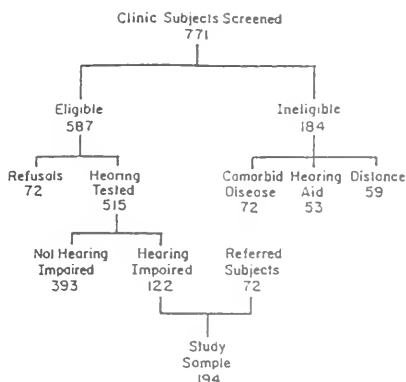 Clinic Subjects Screened
771
Eligible
587
Ineligible
184
Refusals
72
Hearing
Tested
515
Comorbid
Disease
72
Hearing
Aid
53
Distance
59
Not Hearing
Impaired
393
Hearing
Impaired
122
Referred
Subjects
72
Study
Sample
194